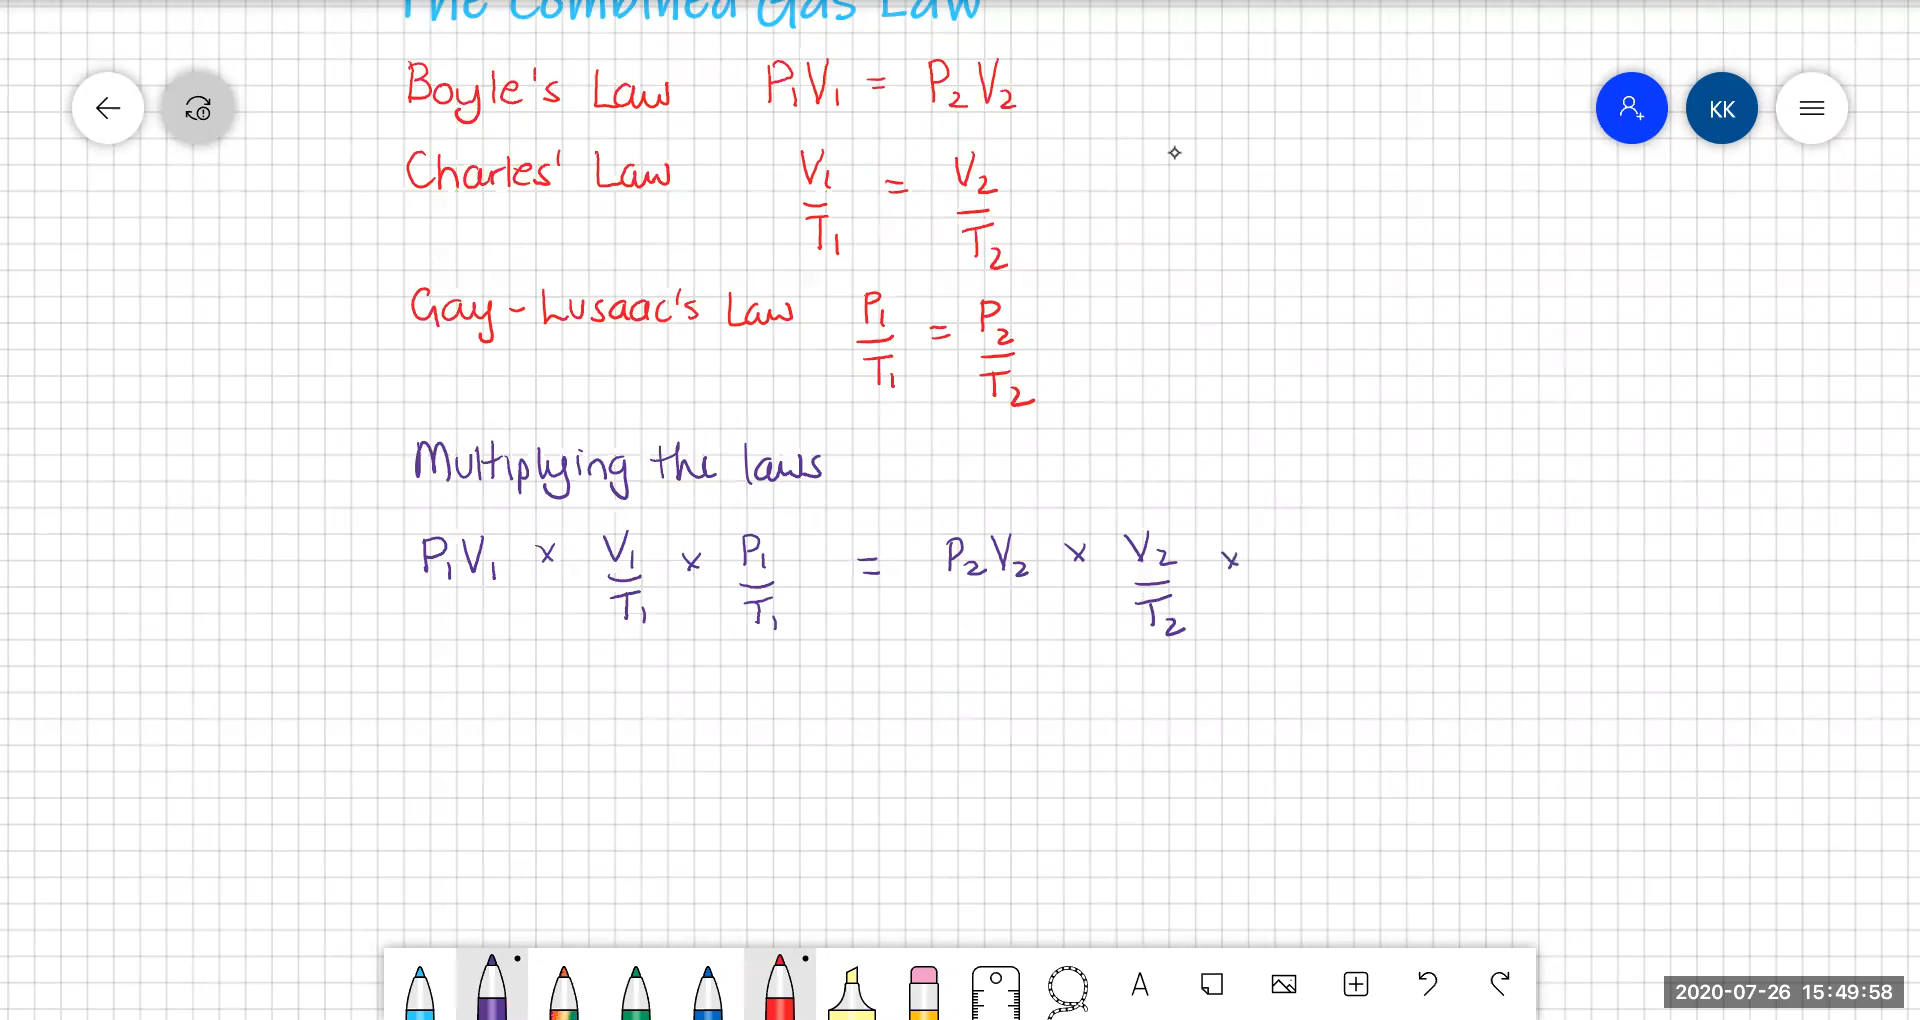 The Combined Gas Law
Boyle's Law P₁V₁ = P₂V₂
KK
Charles' Law V₁/T₁ = V₂/T₂
Gay-Lusaac's Law P₁/T₁ = P₂/T₂
Multiplying the laws
P₁V₁ × V₁/T₁ × P₁/T₁ = P₂V₂ × V₂/T₂ ×
A
2020-07-26 15:49:58